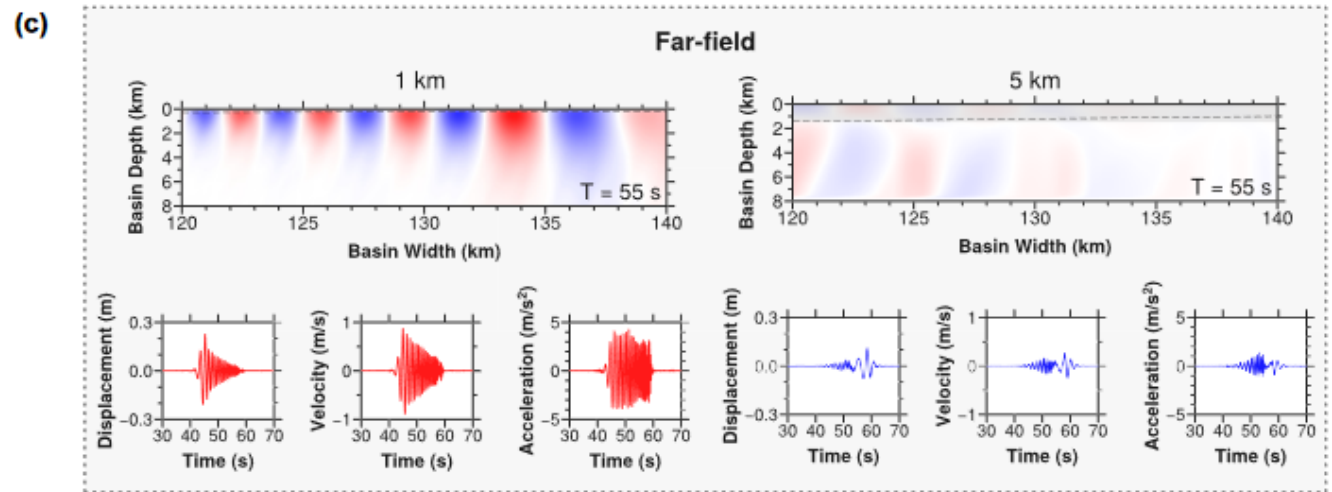 (c)
Far-field
1 km
5 km
Basin Depth (km)
0
2
4
6
8
T = 55 s
120
125
130
135
140
Basin Width (km)
Basin Depth (km)
0
2
4
6
8
T = 55 s
120
125
130
135
140
Basin Width (km)
Displacement (m)
0.3
0.0
−0.3
30 40 50 60 70
Time (s)
Velocity (m/s)
1
0
−1
30 40 50 60 70
Time (s)
Acceleration (m/s²)
5
0
−5
30 40 50 60 70
Time (s)
Displacement (m)
0.3
0.0
−0.3
30 40 50 60 70
Time (s)
Velocity (m/s)
1
0
−1
30 40 50 60 70
Time (s)
Acceleration (m/s²)
5
0
−5
30 40 50 60 70
Time (s)